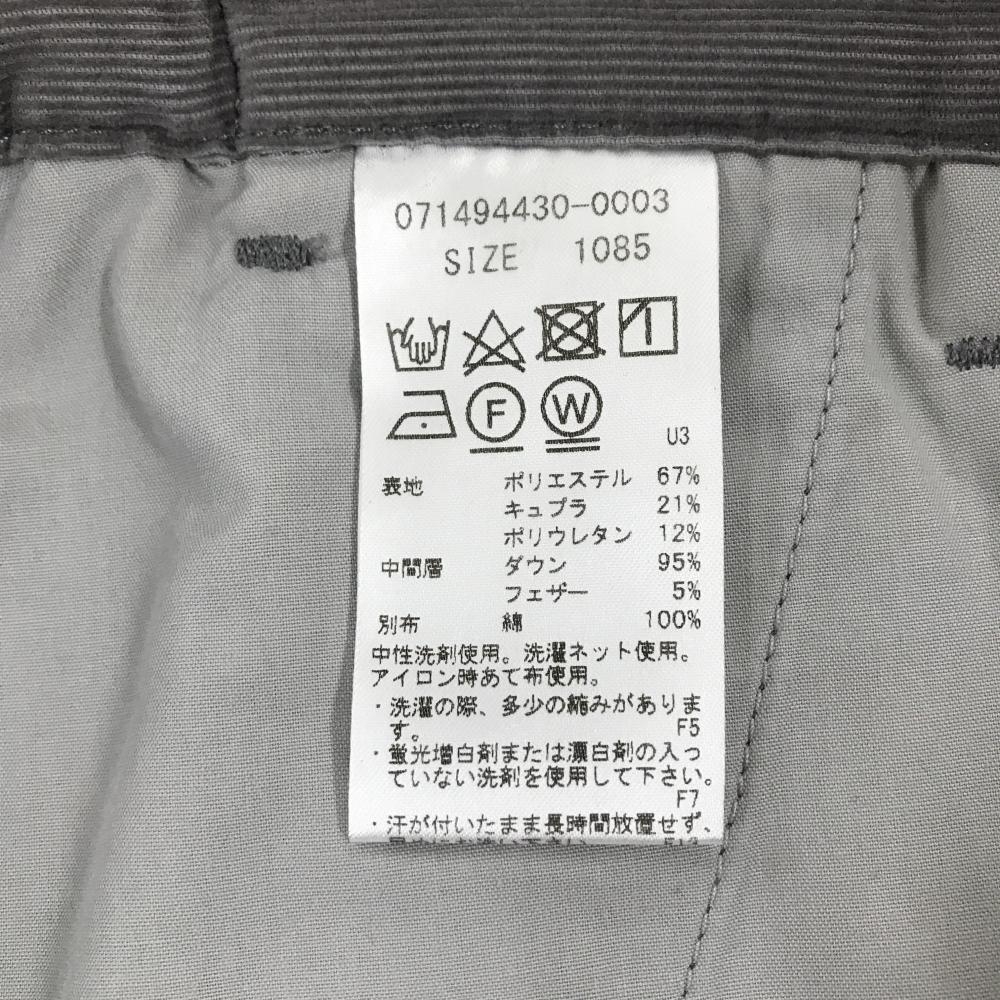 071494430-0003
SIZE 1085
F W
U3
表地 ポリエステル 67%
キュプラ 21%
ポリウレタン 12%
中間層 ダウン 95%
フェザー 5%
別布 綿 100%
中性洗剤使用。洗濯ネット使用。
アイロン時あて布使用。
・洗濯の際、多少の縮みがありま
す。 F5
・蛍光増白剤または漂白剤の入っ
ていない洗剤を使用して下さい。
F7
・汗が付いたまま長時間放置せず、